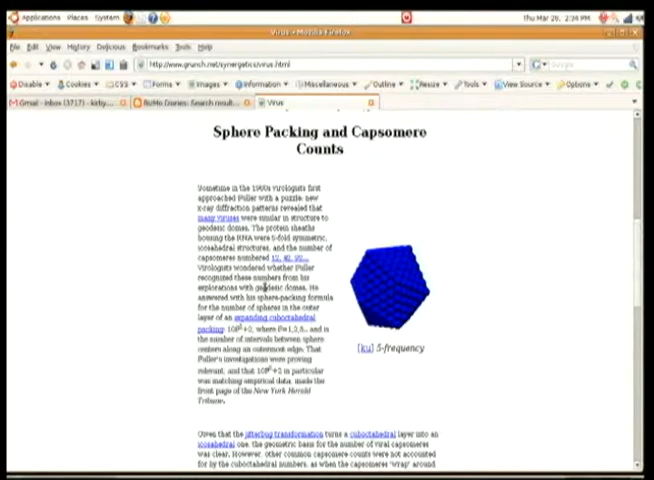 Applications Places System
Thu Mar 26, 2:36 PM
Virus - Mozilla Firefox
File Edit View History Delicious Bookmarks Tools Help
http://www.grunch.net/synergetics/virus.html
Google
Disable Cookies CSS Forms Images Information Miscellaneous Outline Resize Tools View Source Options
Gmail - Inbox (3717) - kirby... Search result... Virus
Sphere Packing and Capsomere
Counts
Sometime in the 1960s virologists first
approached Fuller with a puzzle: new
x-ray diffraction patterns revealed that
many viruses were similar in structure to
geodesic domes. The protein sheaths
housing the RNA were 5-fold symmetric,
icosahedral structures, and the number of
capsomeres numbered 12, 42, 92...
Virologists wondered whether Fuller
recognized these numbers from his
explorations with geodesic domes. He
answered with his sphere-packing formula
for the number of spheres in the outer
layer of an expanding cuboctahedral
packing: 10F²+2, where F=1,2,3,.. and is
the number of intervals between sphere
centers along an outermost edge. That
Fuller's investigations were proving
relevant, and that 10F²+2 in particular
was matching empirical data, made the
front page of the New York Herald
Tribune.
[ku] 5-frequency
Given that the jitterbug transformation turns a cuboctahedral layer into an
icosahedral one, the geometric basis for the number of viral capsomeres
was clear. However, other common capsomere counts were not accounted
for by the cuboctahedral numbers, as when the capsomeres 'wrap' around